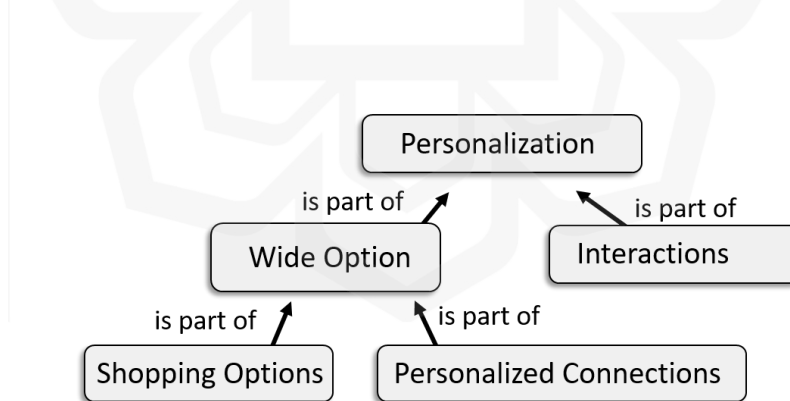 Personalization
is part of
is part of
Wide Option
Interactions
is part of
is part of
Shopping Options
Personalized Connections